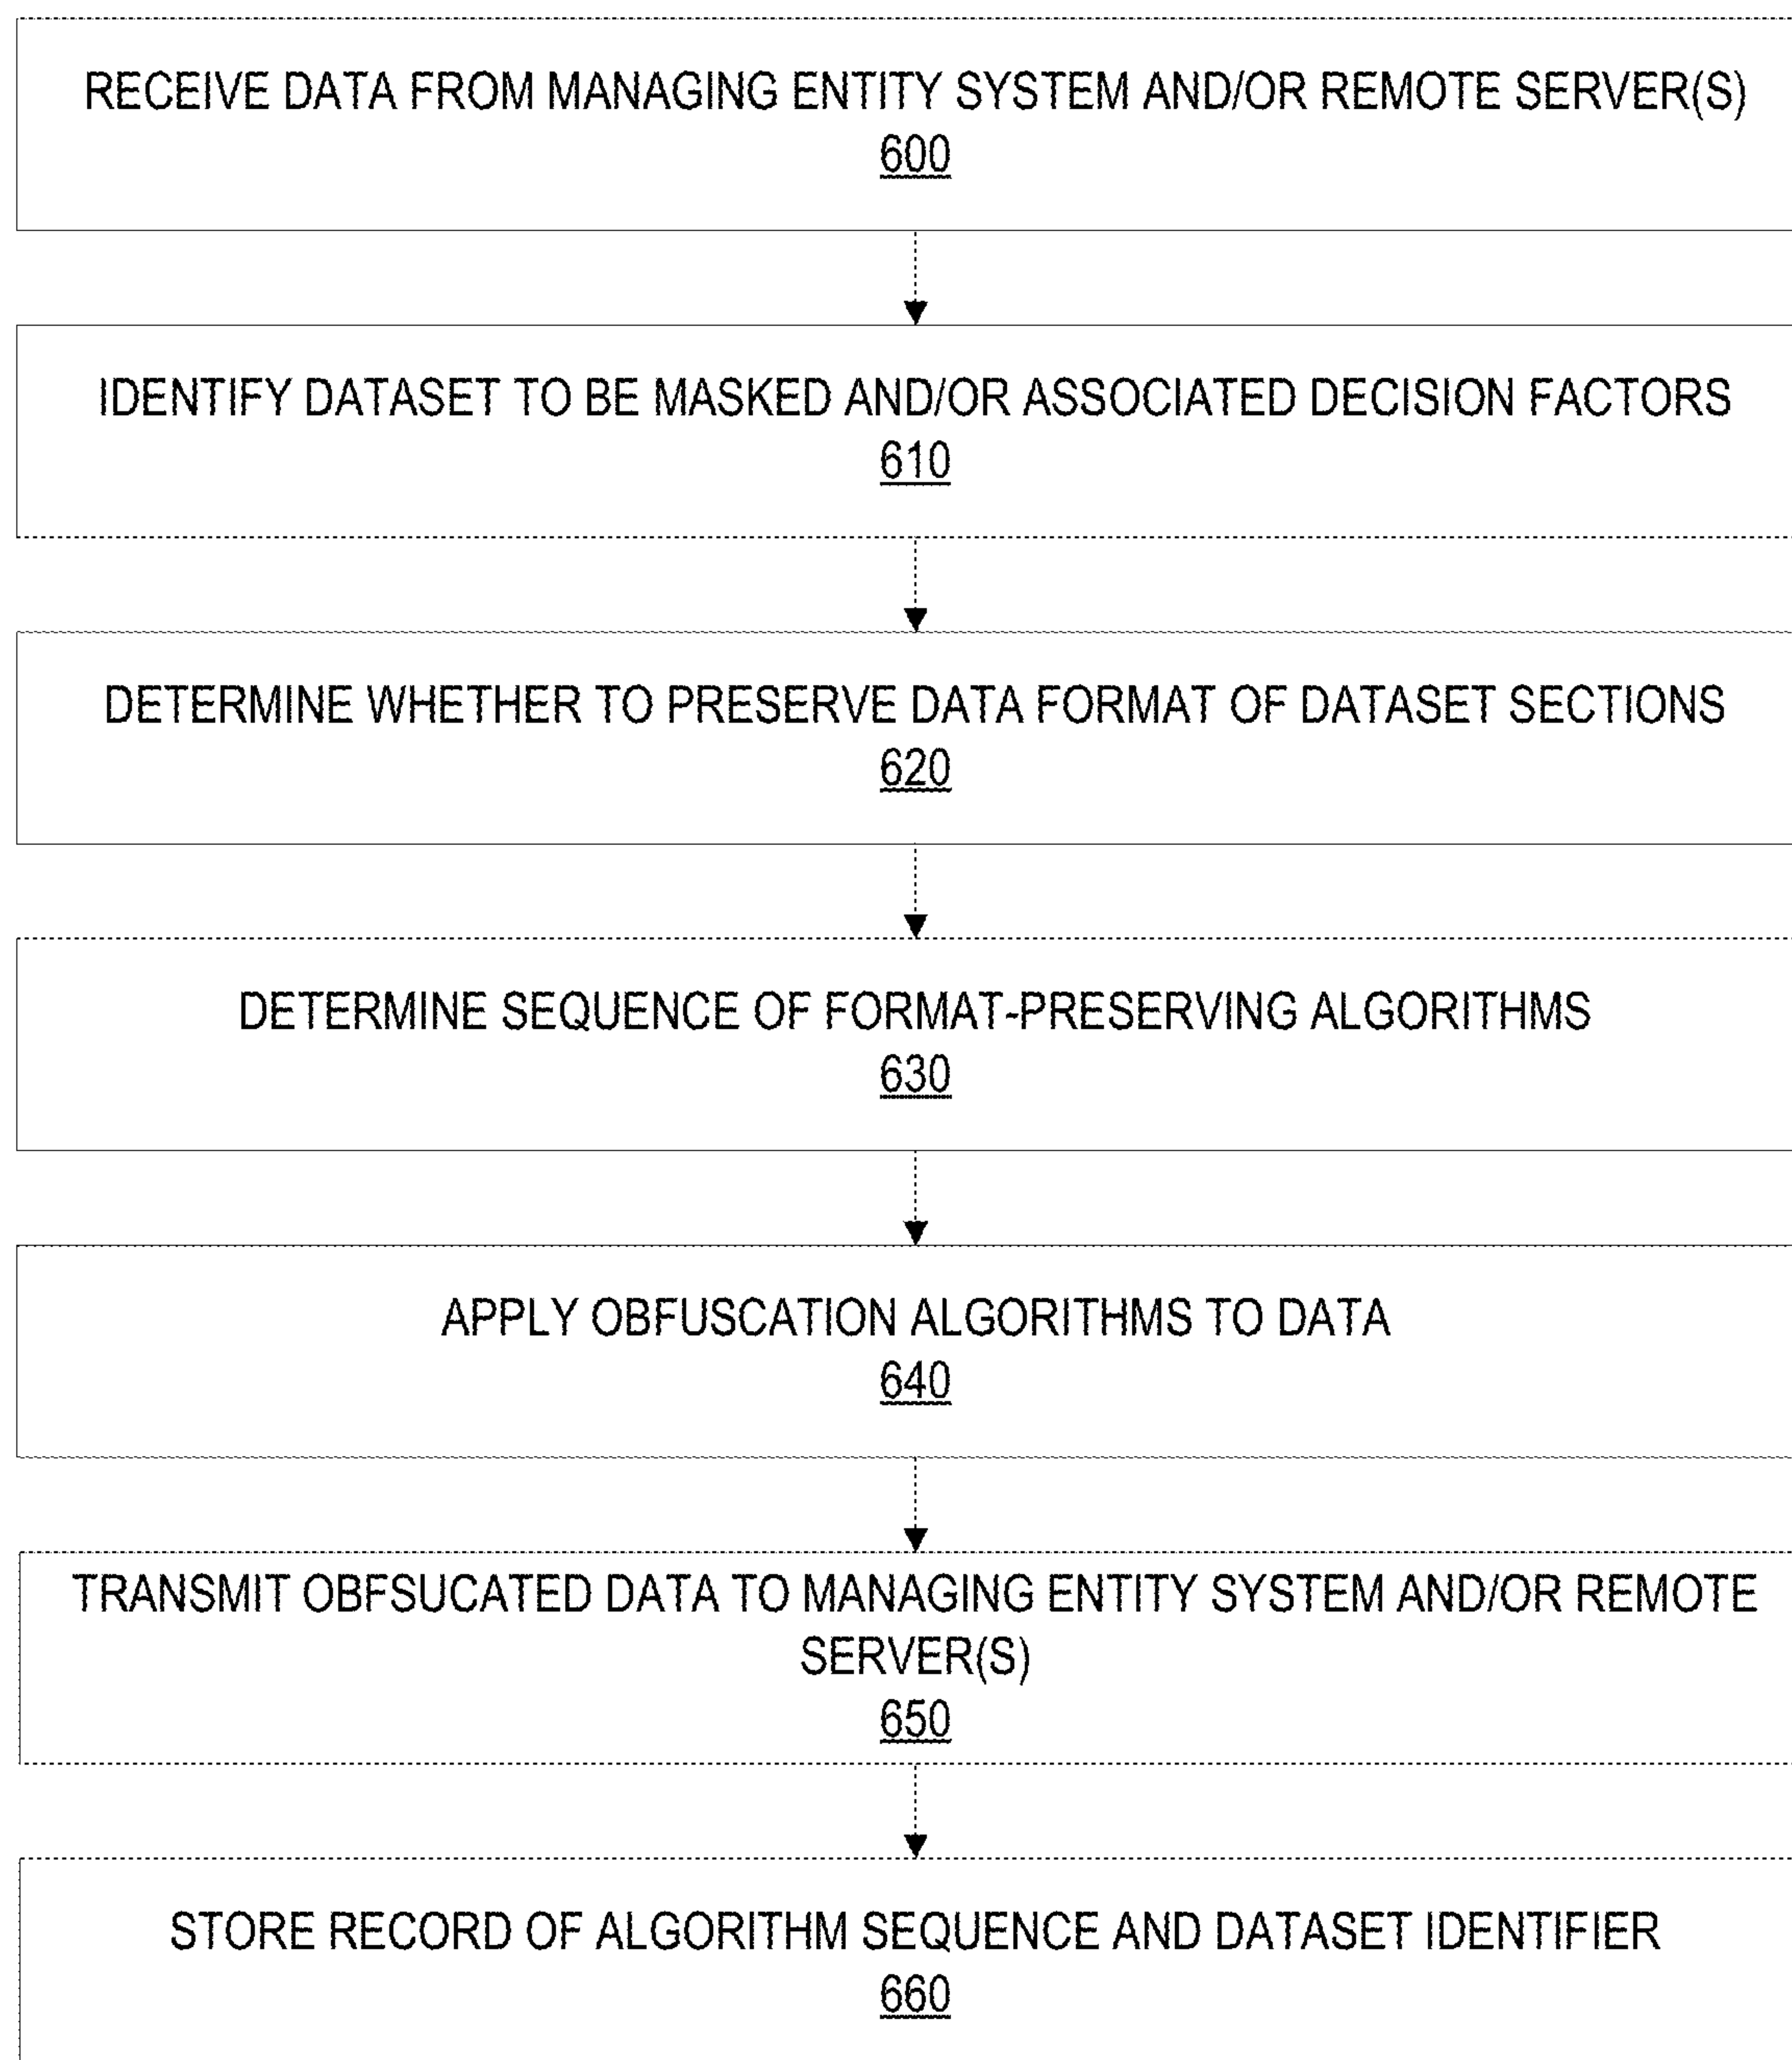 RECEIVE DATA FROM MANAGING ENTITY SYSTEM AND/OR REMOTE SERVER(S)
600
IDENTIFY DATASET TO BE MASKED AND/OR ASSOCIATED DECISION FACTORS
610
DETERMINE WHETHER TO PRESERVE DATA FORMAT OF DATASET SECTIONS
620
DETERMINE SEQUENCE OF FORMAT-PRESERVING ALGORITHMS
630
APPLY OBFUSCATION ALGORITHMS TO DATA
640
TRANSMIT OBFSUCATED DATA TO MANAGING ENTITY SYSTEM AND/OR REMOTE
SERVER(S)
650
STORE RECORD OF ALGORITHM SEQUENCE AND DATASET IDENTIFIER
660